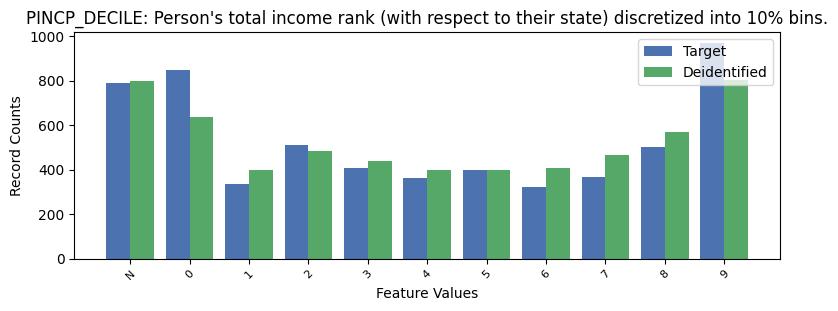 PINCP_DECILE: Person's total income rank (with respect to their state) discretized into 10% bins.
Target
Deidentified
Record Counts
1000
800
600
400
200
0
N 0 1 2 3 4 5 6 7 8 9
Feature Values